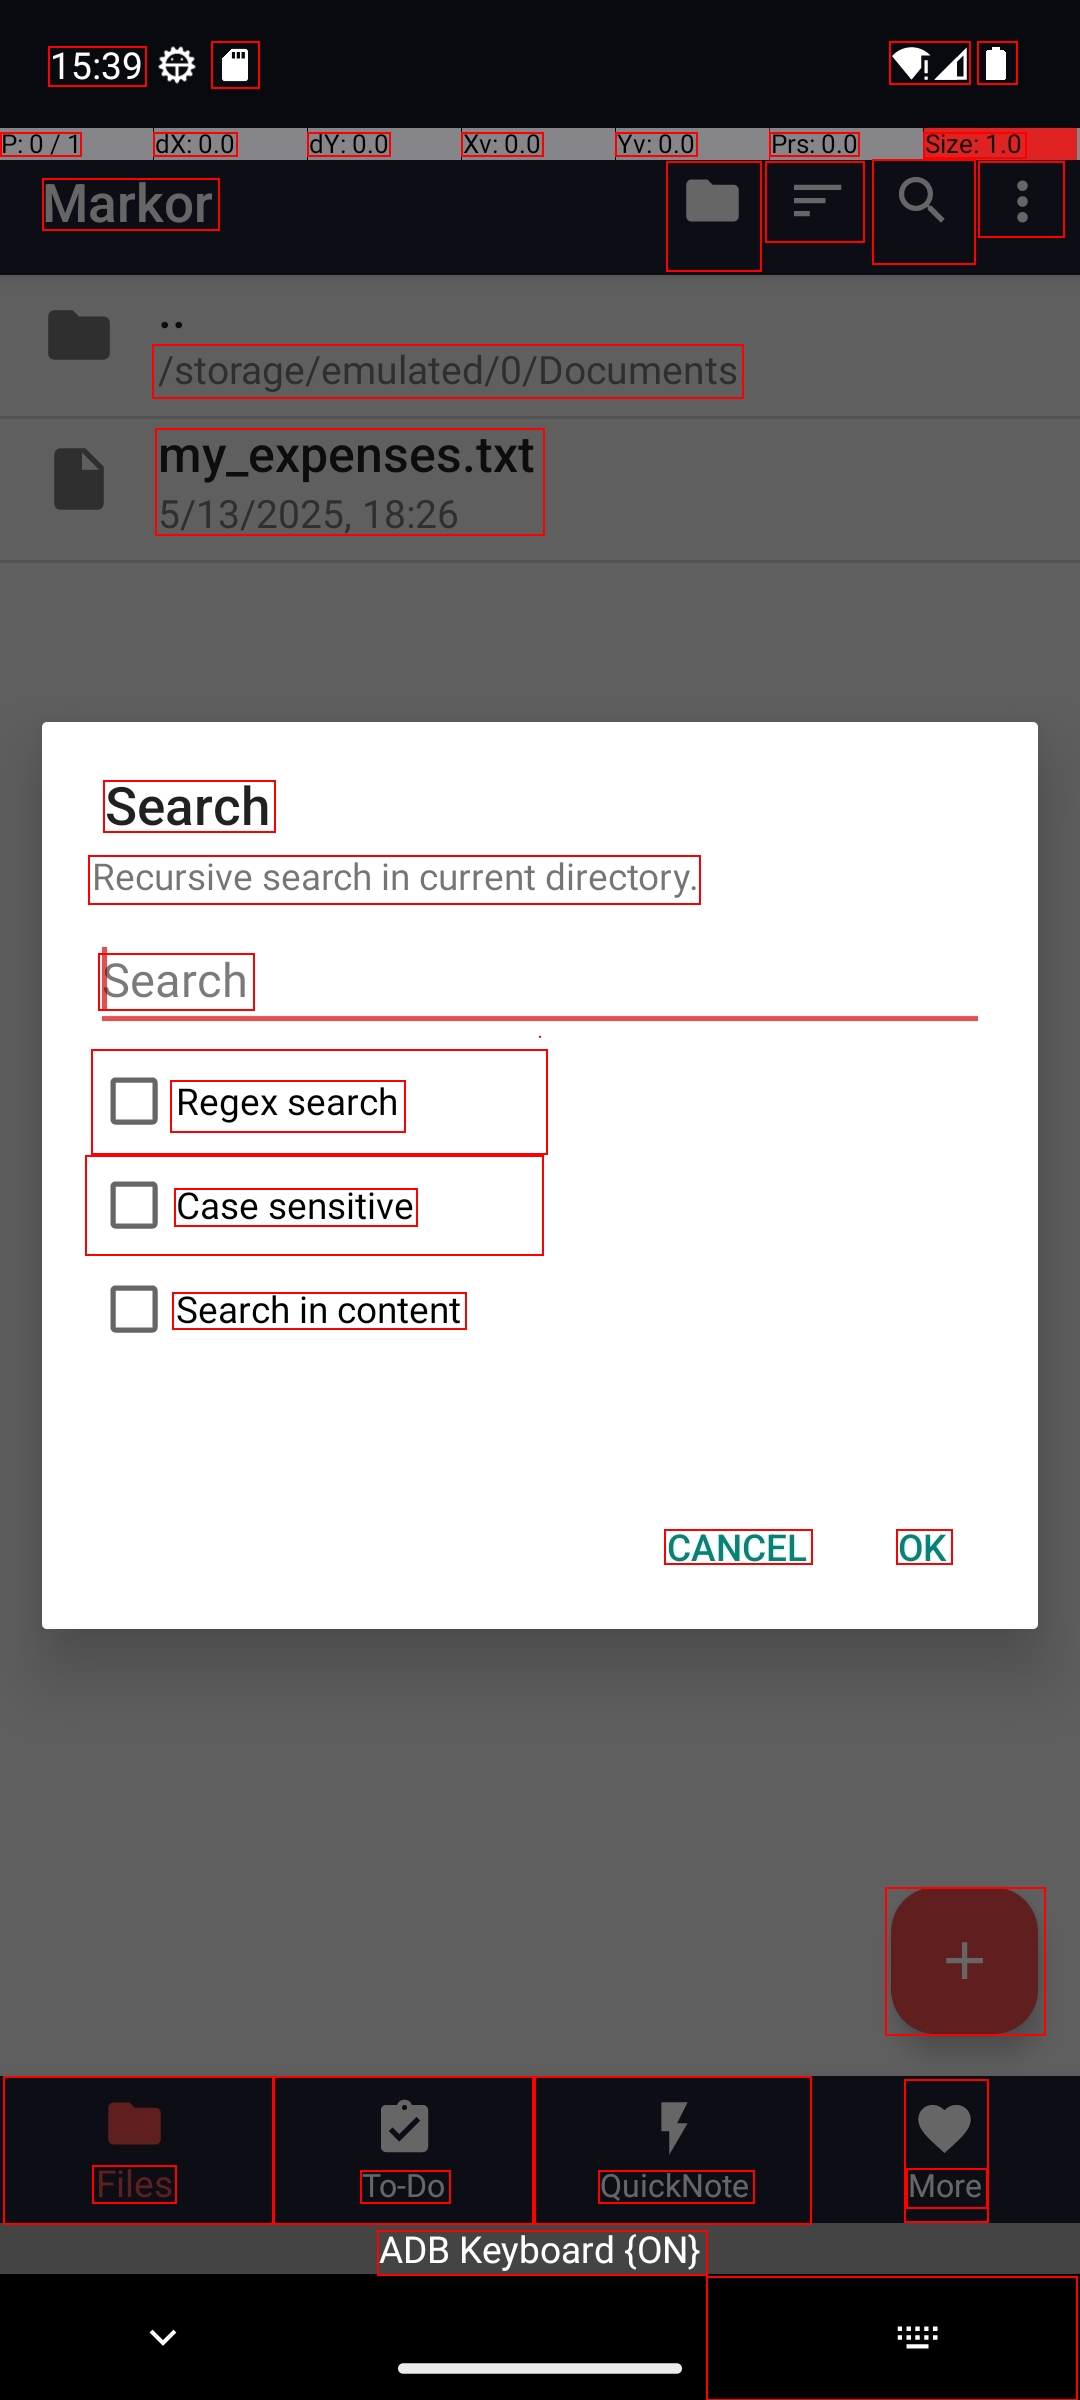 15:39
P: 0 / 1 dX: 0.0 dY: 0.0 Xv: 0.0 Yv: 0.0 Prs: 0.0 Size: 1.0
Markor
..
/storage/emulated/0/Documents
my_expenses.txt
5/13/2025, 18:26
Search
Recursive search in current directory.
Search
Regex search
Case sensitive
Search in content
CANCEL OK
Files To-Do QuickNote More
ADB Keyboard {ON}